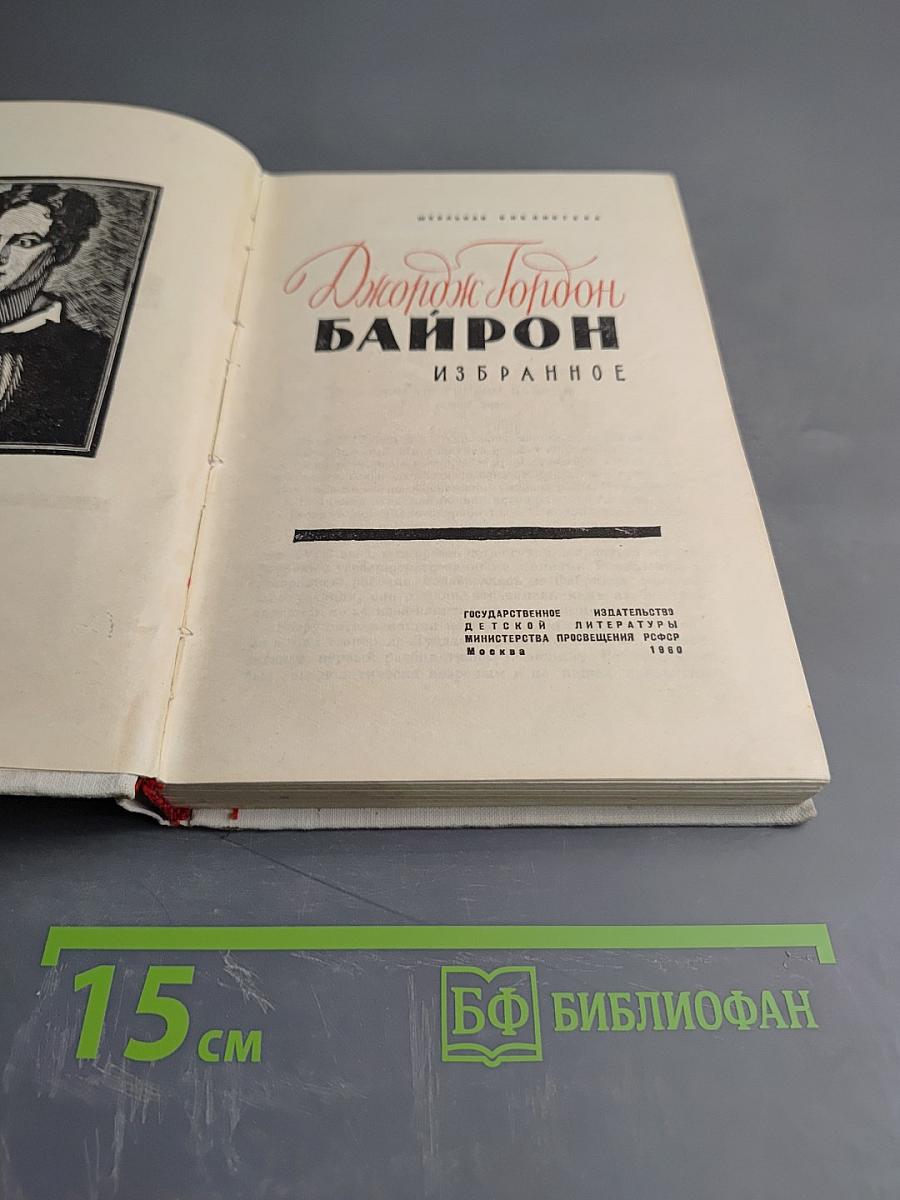 ШКОЛЬНАЯ БИБЛИОТЕКА
Джордж Гордон
БАЙРОН
ИЗБРАННОЕ
ГОСУДАРСТВЕННОЕ ИЗДАТЕЛЬСТВО
ДЕТСКОЙ ЛИТЕРАТУРЫ
МИНИСТЕРСТВА ПРОСВЕЩЕНИЯ РСФСР
Москва 1960
15 см
БФ БИБЛИОФАН